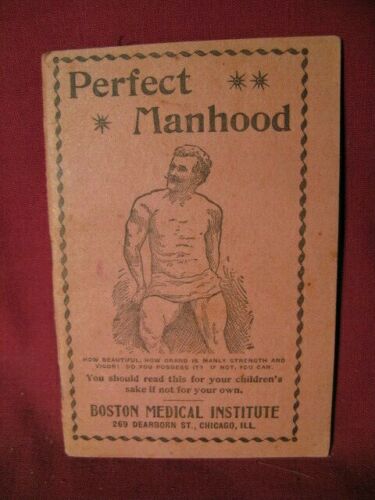 Perfect
Manhood
HOW BEAUTIFUL, HOW GRAND IS MANLY STRENGTH AND
VIGOR! DO YOU POSSESS IT? IF NOT, YOU CAN.
You should read this for your children's
sake if not for your own.
BOSTON MEDICAL INSTITUTE
269 DEARBORN ST., CHICAGO, ILL.